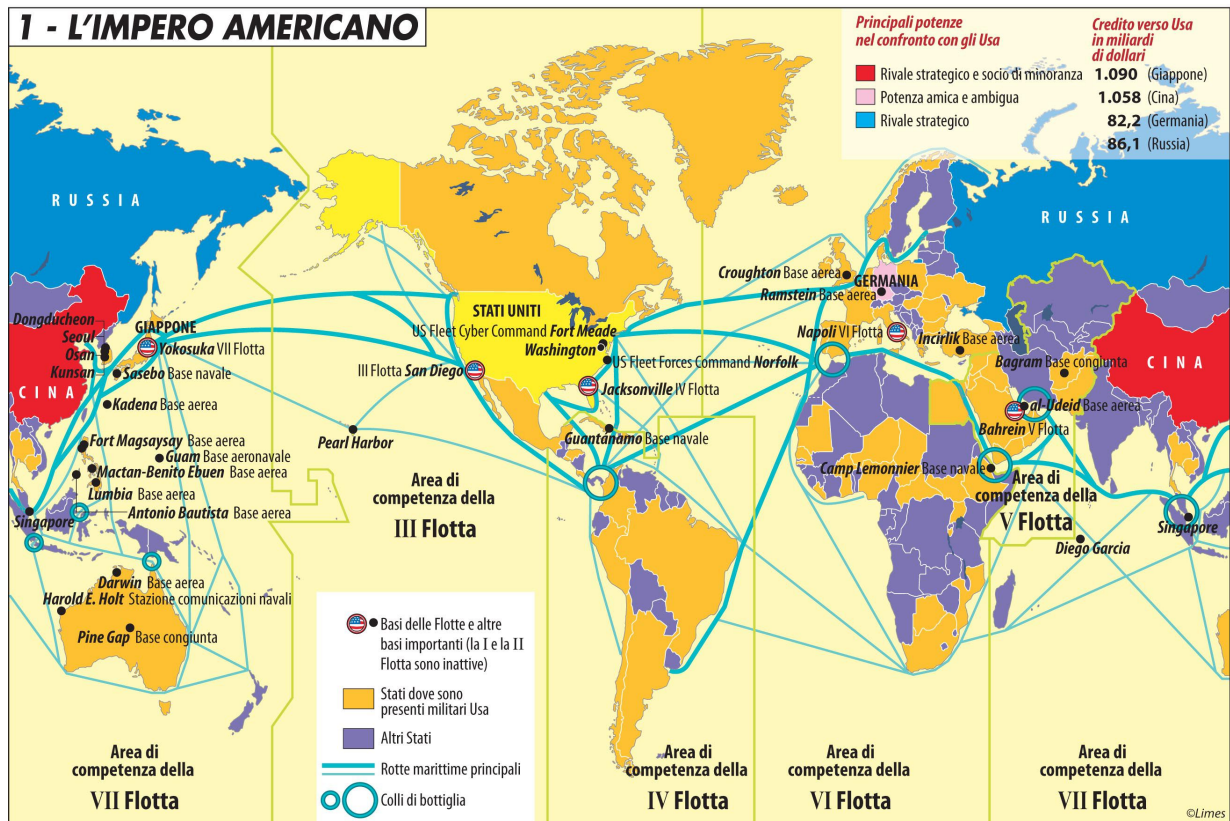 1 - L'IMPERO AMERICANO
Principali potenze
nel confronto con gli Usa
Credito verso Usa
in miliardi
di dollari
Rivale strategico e socio di minoranza
1.090 (Giappone)
Potenza amica e ambigua
1.058 (Cina)
Rivale strategico
82,2 (Germania)
86,1 (Russia)
RUSSIA
RUSSIA
CINA
CINA
Dongducheon
Seoul
Osan
Kunsan
GIAPPONE
Yokosuka VII Flotta
Sasebo Base navale
Kadena Base aerea
Fort Magsaysay Base aerea
Guam Base aeronavale
Mactan-Benito Ebuen Base aerea
Lumbia Base aerea
Antonio Bautista Base aerea
Singapore
Darwin Base aerea
Harold E. Holt Stazione comunicazioni navali
Pine Gap Base congiunta
Area di
competenza della
VII Flotta
STATI UNITI
US Fleet Cyber Command Fort Meade
Washington
US Fleet Forces Command Norfolk
III Flotta San Diego
Jacksonville IV Flotta
Pearl Harbor
Guantánamo Base navale
Area di
competenza della
III Flotta
Croughton Base aerea
GERMANIA
Ramstein Base aerea
Napoli VI Flotta
Incirlik Base aerea
Bagram Base congiunta
al-Udeid Base aerea
Bahrein V Flotta
Camp Lemonnier Base navale
Area di
competenza della
V Flotta
Diego Garcia
Singapore
Basi delle Flotte e altre
basi importanti (la I e la II
Flotta sono inattive)
Stati dove sono
presenti militari Usa
Altri Stati
Rotte marittime principali
Colli di bottiglia
Area di
competenza della
IV Flotta
Area di
competenza della
VI Flotta
Area di
competenza della
VII Flotta
©Limes